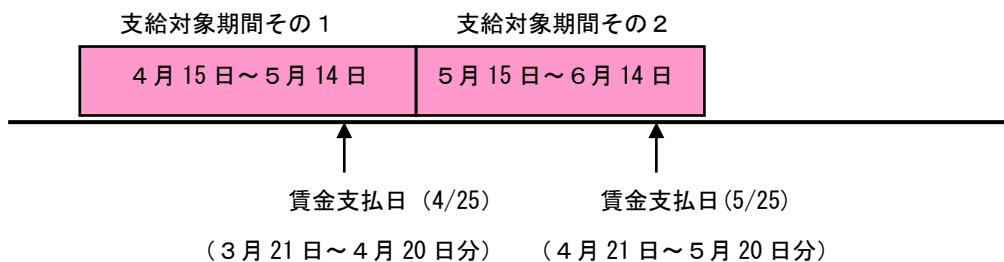 支給対象期間その１　支給対象期間その２
４月15日～５月14日　５月15日～６月14日
賃金支払日（4/25）　賃金支払日(5/25)
（３月21日～４月20日分）　（４月21日～５月20日分）